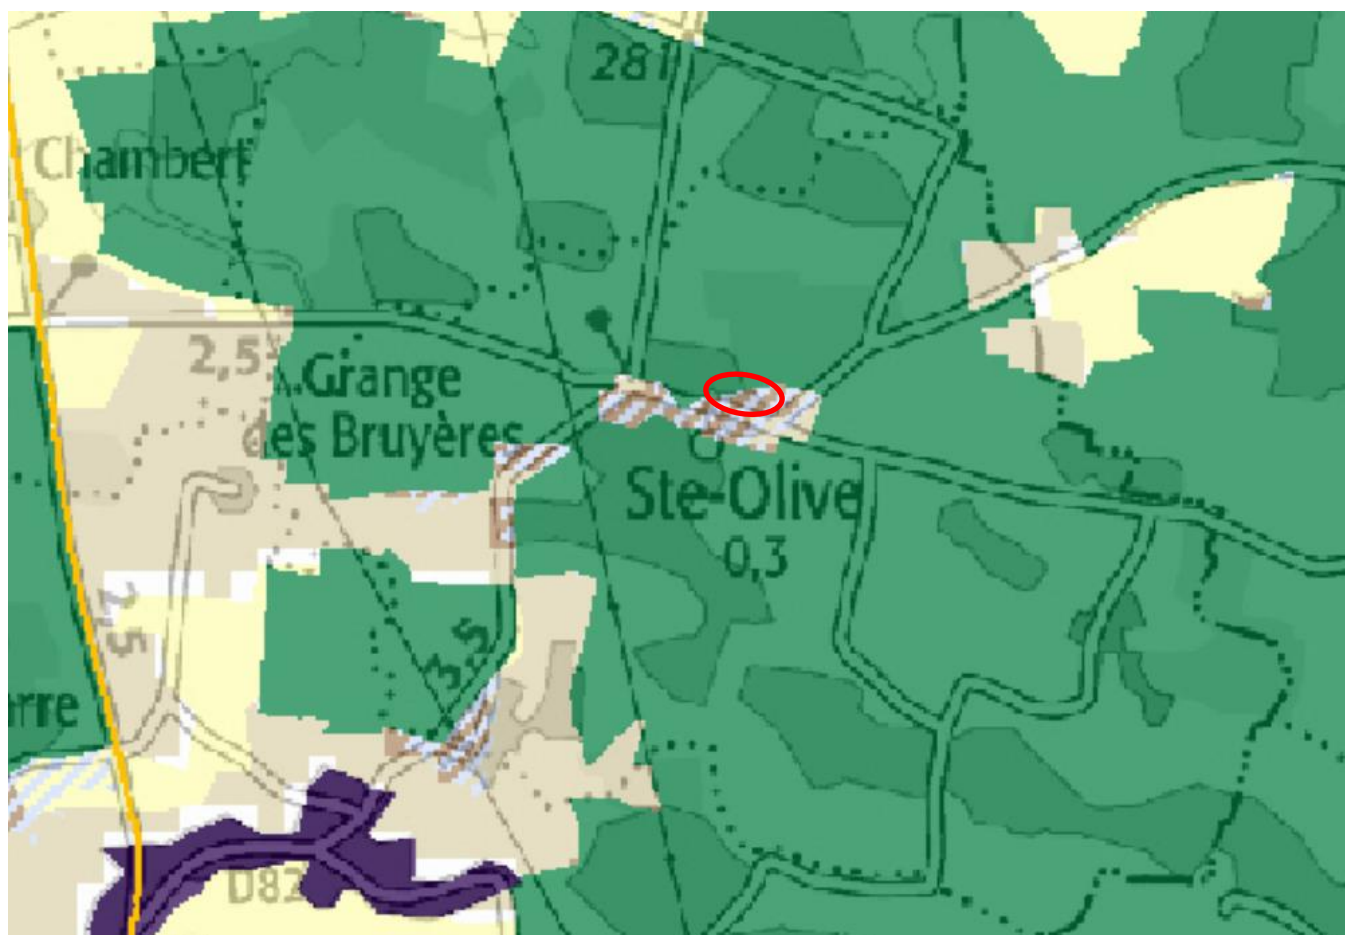 281
Chambert
2,5
Grange
des Bruyères
Ste-Olive
0,3
2,5
3,5
rre
D82